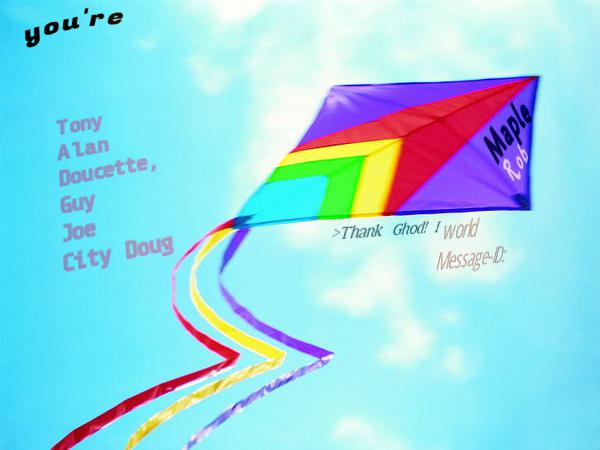 you're
Tony
Alan
Doucette,
Guy
Joe
City Doug
Maple
Rob
>Thank Ghod! I
world
Message-ID: